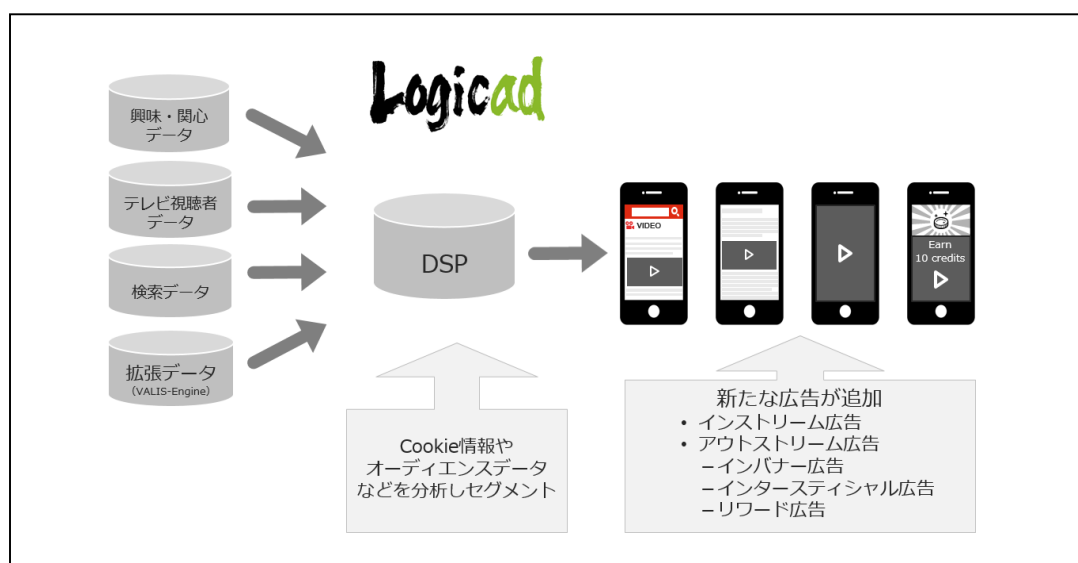 Logicad
興味・関心
データ
テレビ視聴者
データ
検索データ
拡張データ
（VALIS-Engine）
DSP
VIDEO
Earn
10 credits
Cookie情報や
オーディエンスデータ
などを分析しセグメント
新たな広告が追加
• インストリーム広告
• アウトストリーム広告
－インバナー広告
－インタースティシャル広告
－リワード広告